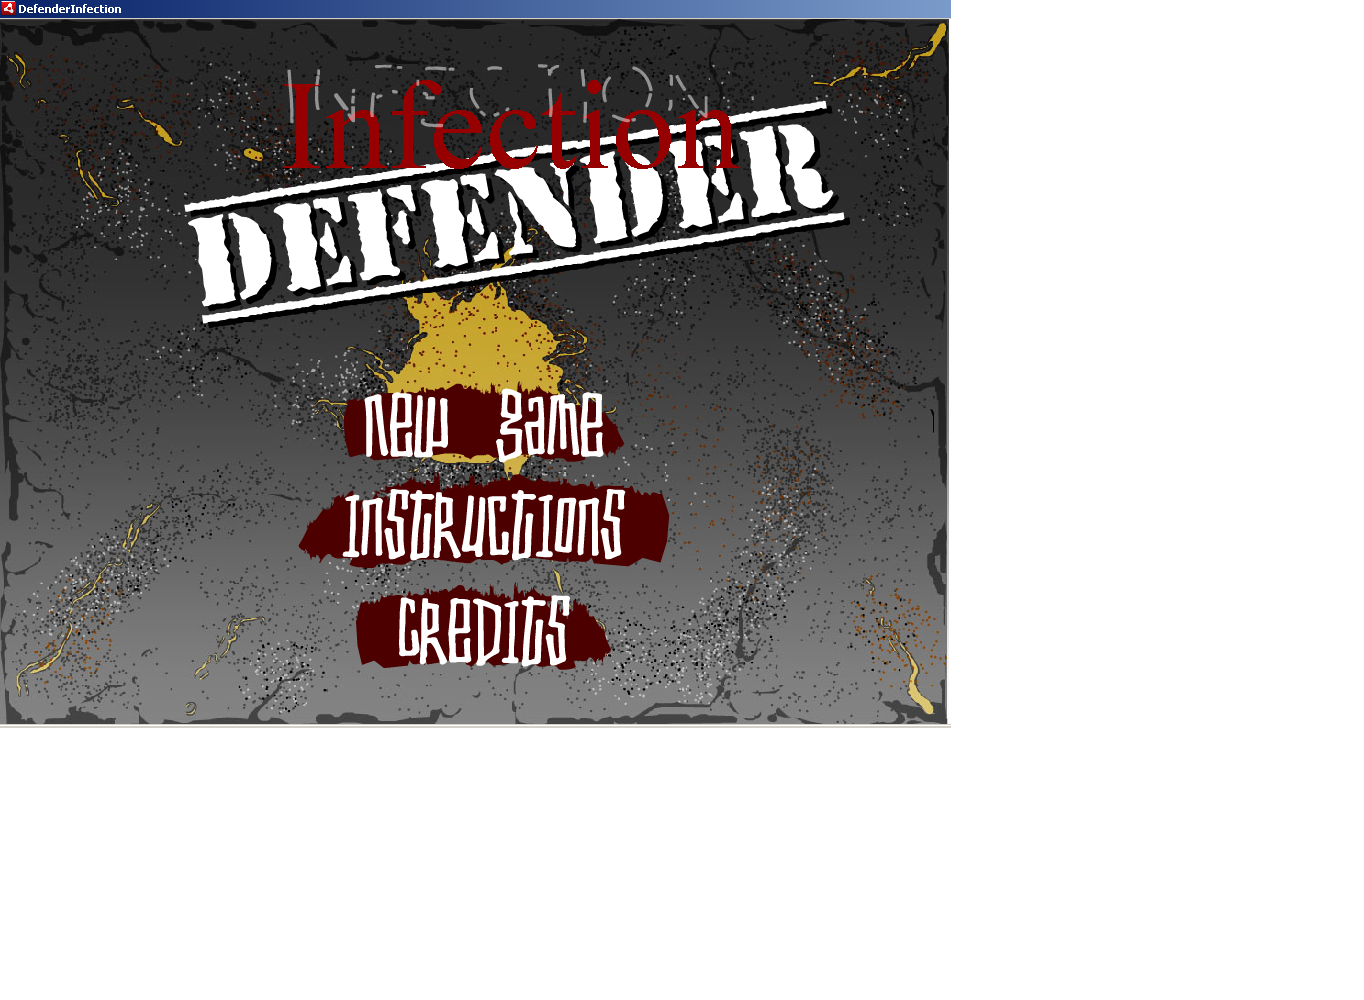 DefenderInfection
Infection
DEFENDER
new game
Instructions
credits